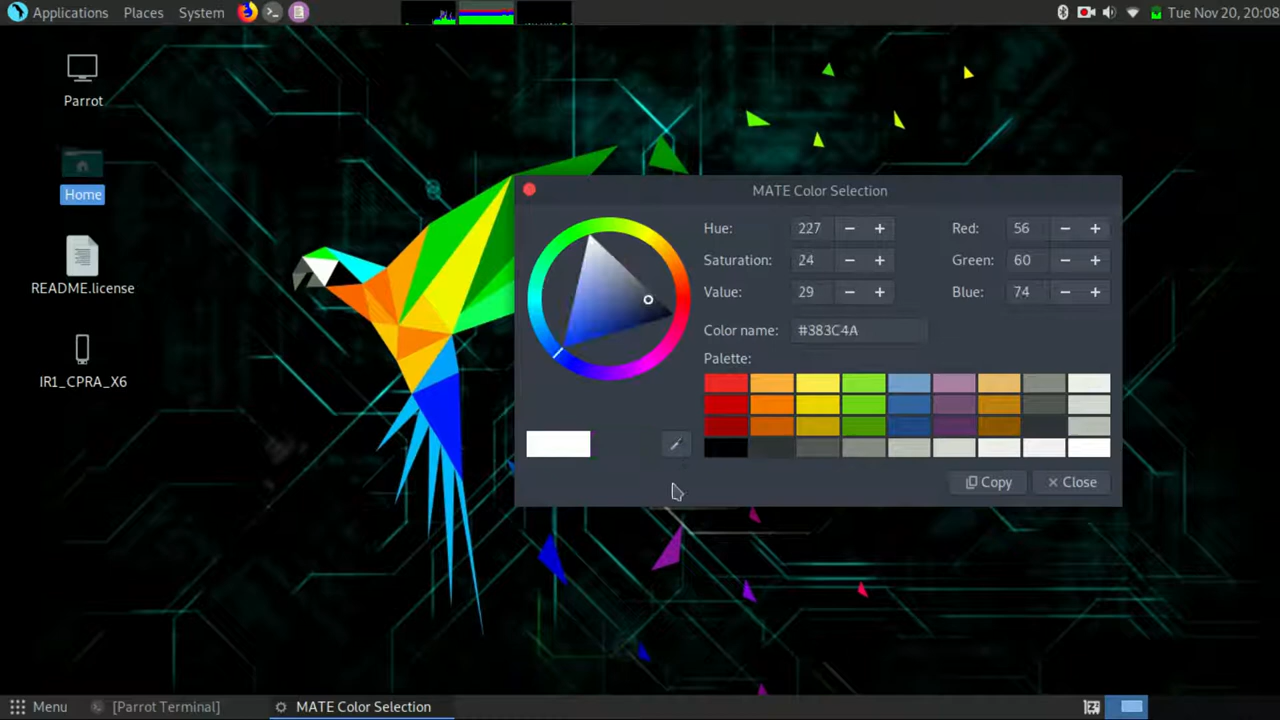 Applications Places System
Tue Nov 20, 20:08
Parrot
Home
README.license
IR1_CPRA_X6
MATE Color Selection
Hue: 227 − +
Red: 56 − +
Saturation: 24 − +
Green: 60 − +
Value: 29 − +
Blue: 74 − +
Color name: #383C4A
Palette:
Copy
× Close
Menu
[Parrot Terminal]
MATE Color Selection